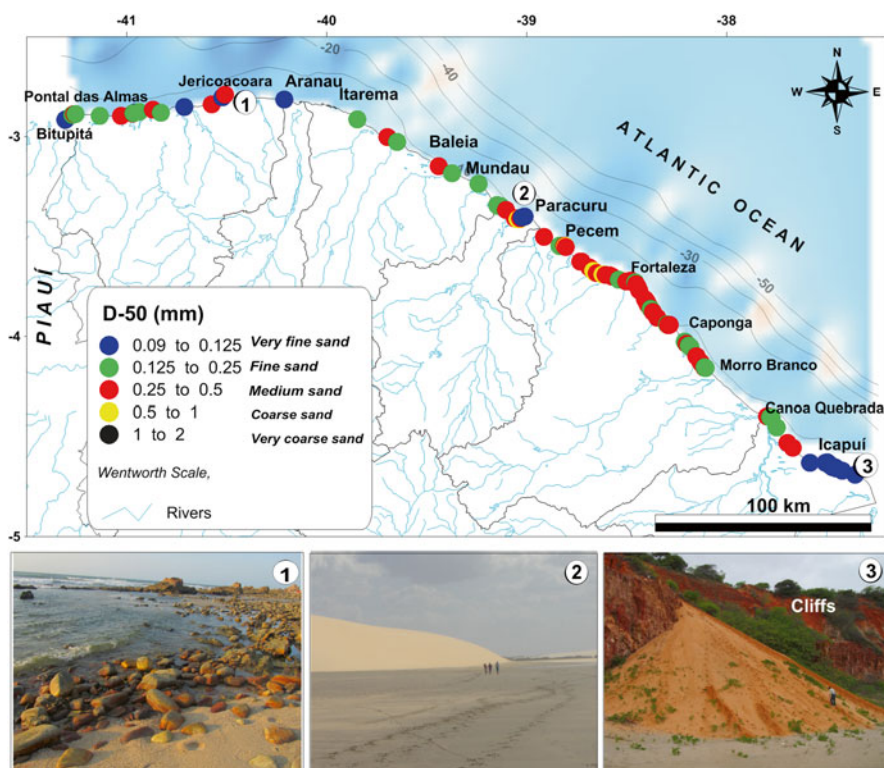 -41
-40
-39
-38
-20
-40
Jericoacoara
Aranau
N
W
E
S
Pontal das Almas
1
Itarema
Bitupitá
-3
Baleia
ATLANTIC OCEAN
Mundau
2
Paracuru
Pecem
-30
-50
Fortaleza
PIAUÍ
D-50 (mm)
0.09 to 0.125 Very fine sand
0.125 to 0.25 Fine sand
0.25 to 0.5 Medium sand
0.5 to 1 Coarse sand
1 to 2 Very coarse sand
Wentworth Scale,
Rivers
-4
Caponga
Morro Branco
Canoa Quebrada
Icapuí
3
100 km
-5
1
2
3
Cliffs